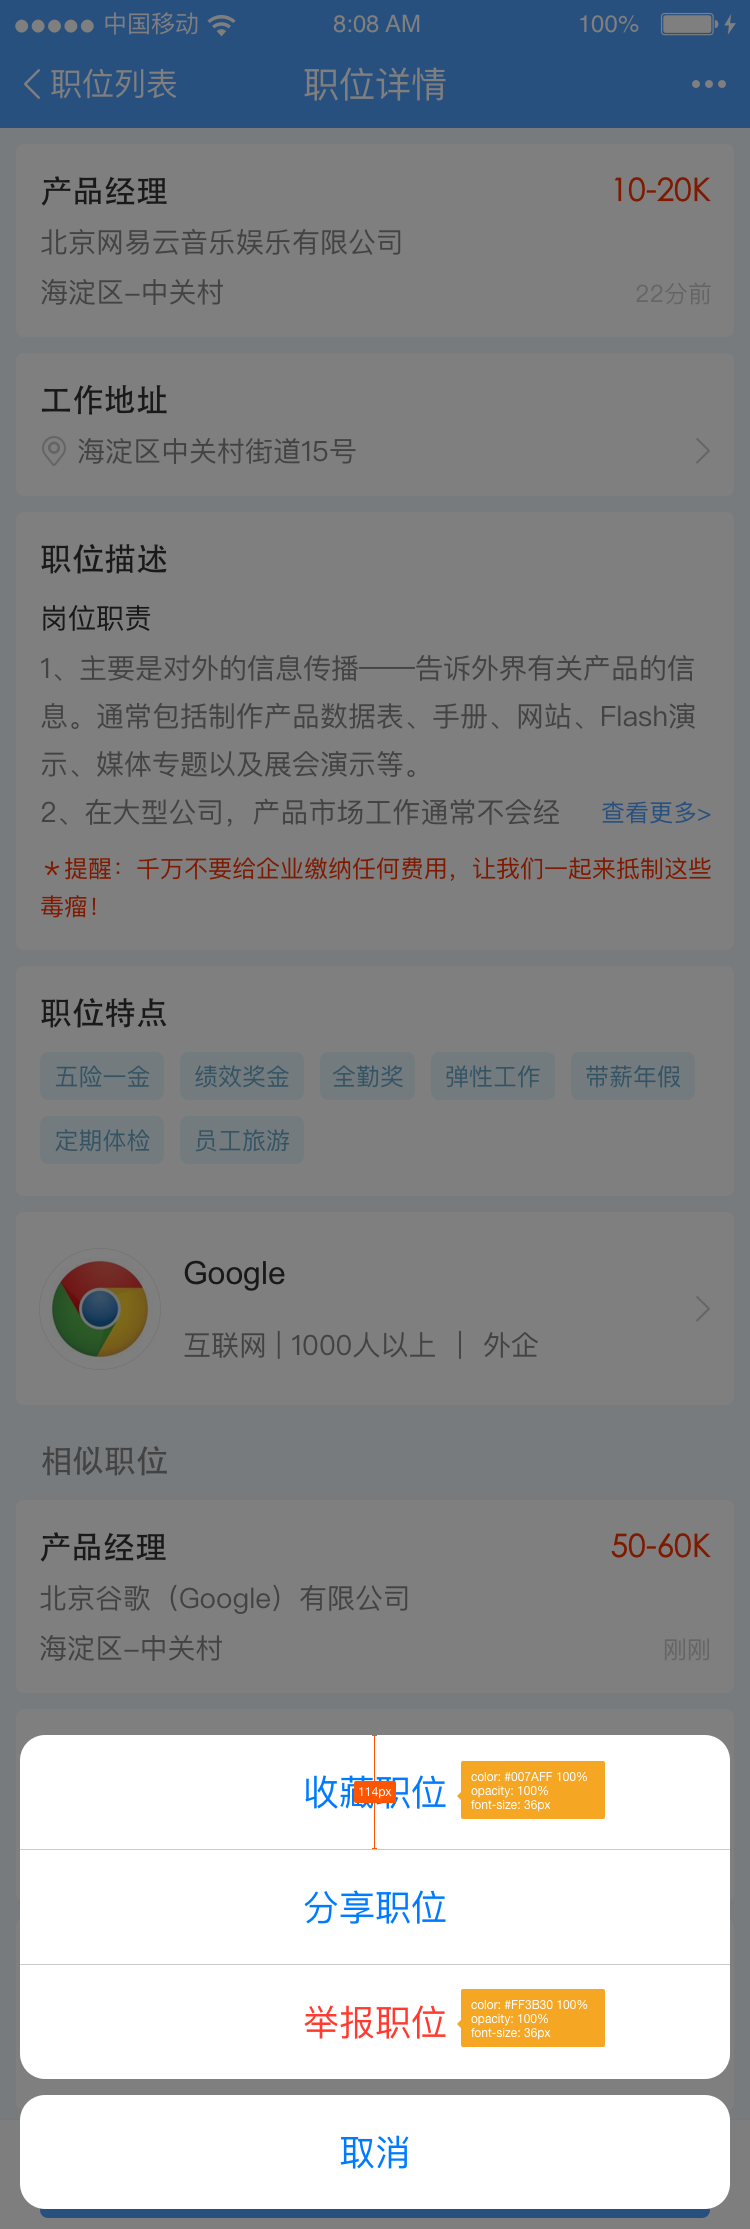 中国移动 8:08 AM 100%
职位列表 职位详情
产品经理 10-20K
北京网易云音乐娱乐有限公司
海淀区-中关村 22分前
工作地址
海淀区中关村街道15号
职位描述
岗位职责
1、主要是对外的信息传播——告诉外界有关产品的信
息。通常包括制作产品数据表、手册、网站、Flash演
示、媒体专题以及展会演示等。
2、在大型公司，产品市场工作通常不会经 查看更多>
＊提醒：千万不要给企业缴纳任何费用，让我们一起来抵制这些
毒瘤！
职位特点
五险一金 绩效奖金 全勤奖 弹性工作 带薪年假
定期体检 员工旅游
Google
互联网 | 1000人以上 | 外企
相似职位
产品经理 50-60K
北京谷歌（Google）有限公司
海淀区-中关村 刚刚
收藏职位
114px
color: #007AFF 100%
opacity: 100%
font-size: 36px
分享职位
举报职位
color: #FF3B30 100%
opacity: 100%
font-size: 36px
取消